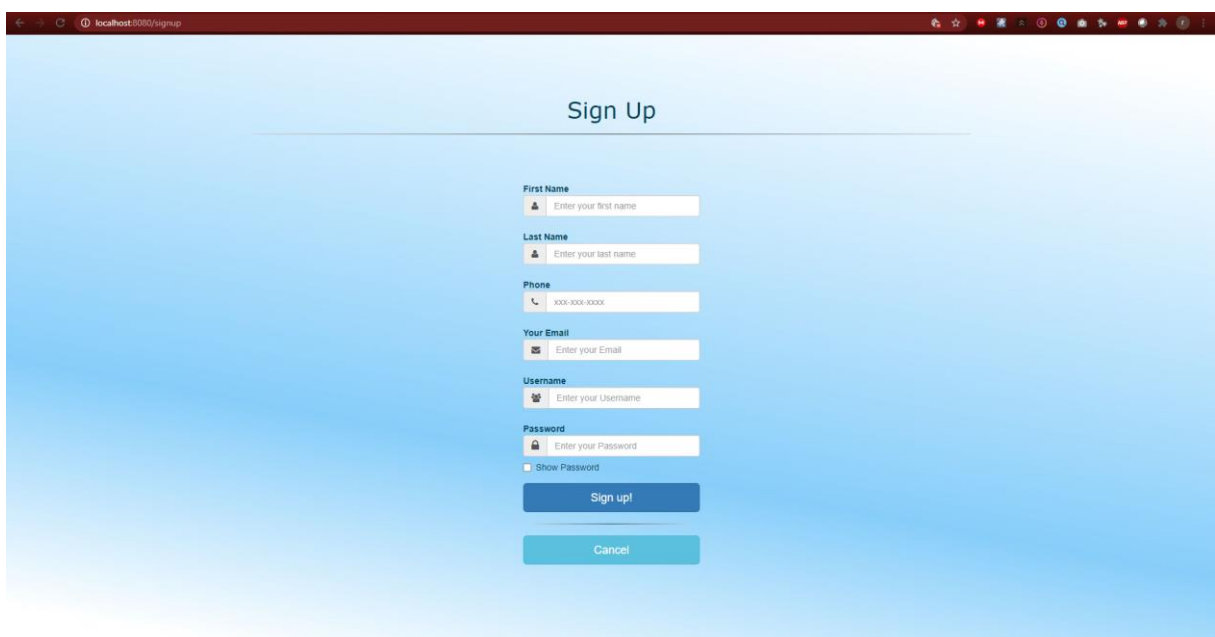 localhost:8080/signup
Sign Up
First Name
Enter your first name
Last Name
Enter your last name
Phone
xxx-xxx-xxxx
Your Email
Enter your Email
Username
Enter your Username
Password
Enter your Password
Show Password
Sign up!
Cancel